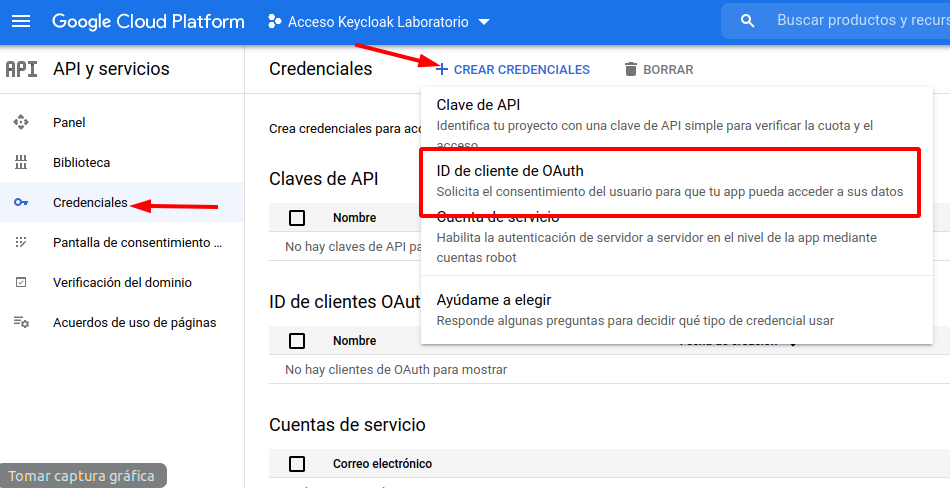 Google Cloud Platform
Acceso Keycloak Laboratorio
Buscar productos y recurs
API
API y servicios
Credenciales
CREAR CREDENCIALES
BORRAR
Panel
Biblioteca
Credenciales
Pantalla de consentimiento ...
Verificación del dominio
Acuerdos de uso de páginas
Clave de API
Identifica tu proyecto con una clave de API simple para verificar la cuota y el
acceso
ID de cliente de OAuth
Solicita el consentimiento del usuario para que tu app pueda acceder a sus datos
Cuenta de servicio
Habilita la autenticación de servidor a servidor en el nivel de la app mediante
cuentas robot
Ayúdame a elegir
Responde algunas preguntas para decidir qué tipo de credencial usar
Crea credenciales para acc
Claves de API
Nombre
No hay claves de API pa
ID de clientes OAut
Nombre
No hay clientes de OAuth para mostrar
Cuentas de servicio
Correo electrónico
Tomar captura gráfica